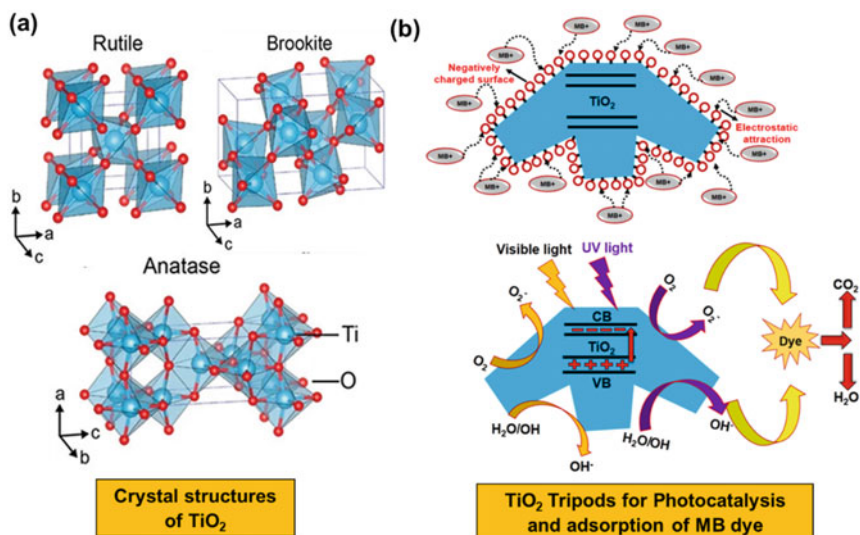 (a)
Rutile
Brookite
b
a
c
b
a
c
Anatase
Ti
O
a
c
b
Crystal structures
of TiO₂
(b)
MB+
MB+
MB+
MB+
MB+
MB+
Negatively
charged surface
TiO₂
MB+
MB+
MB+
Electrostatic
attraction
MB+
MB+
MB+
MB+
MB+
MB+
MB+
Visible light
UV light
O₂⁻
O₂
CB
TiO₂
VB
O₂
O₂⁻
Dye
CO₂
H₂O
H₂O/OH
OH⁻
H₂O/OH
OH⁻
TiO₂ Tripods for Photocatalysis
and adsorption of MB dye